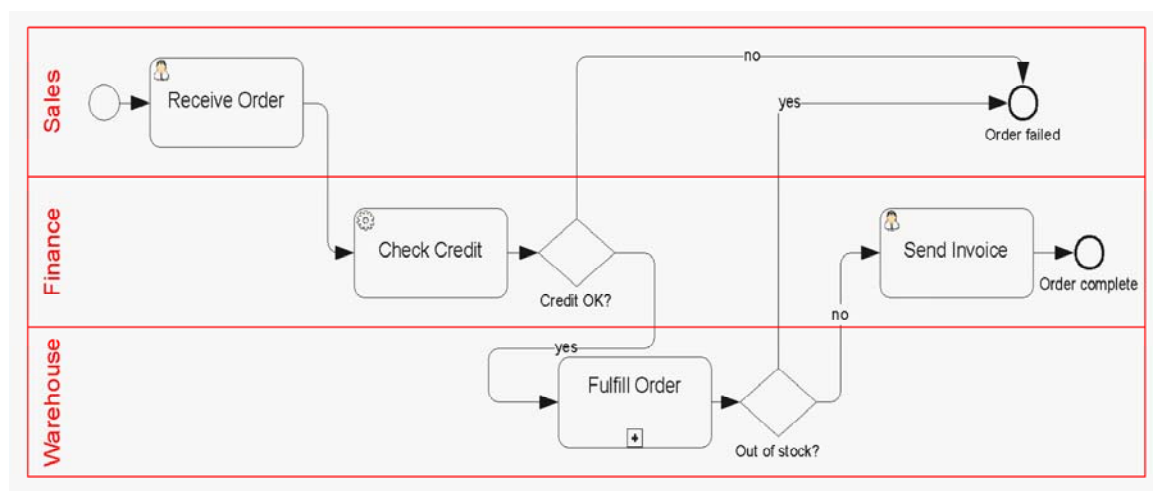 Sales
Receive Order
no
yes
Order failed
Finance
Check Credit
Credit OK?
Send Invoice
Order complete
no
Warehouse
yes
Fulfill Order
Out of stock?